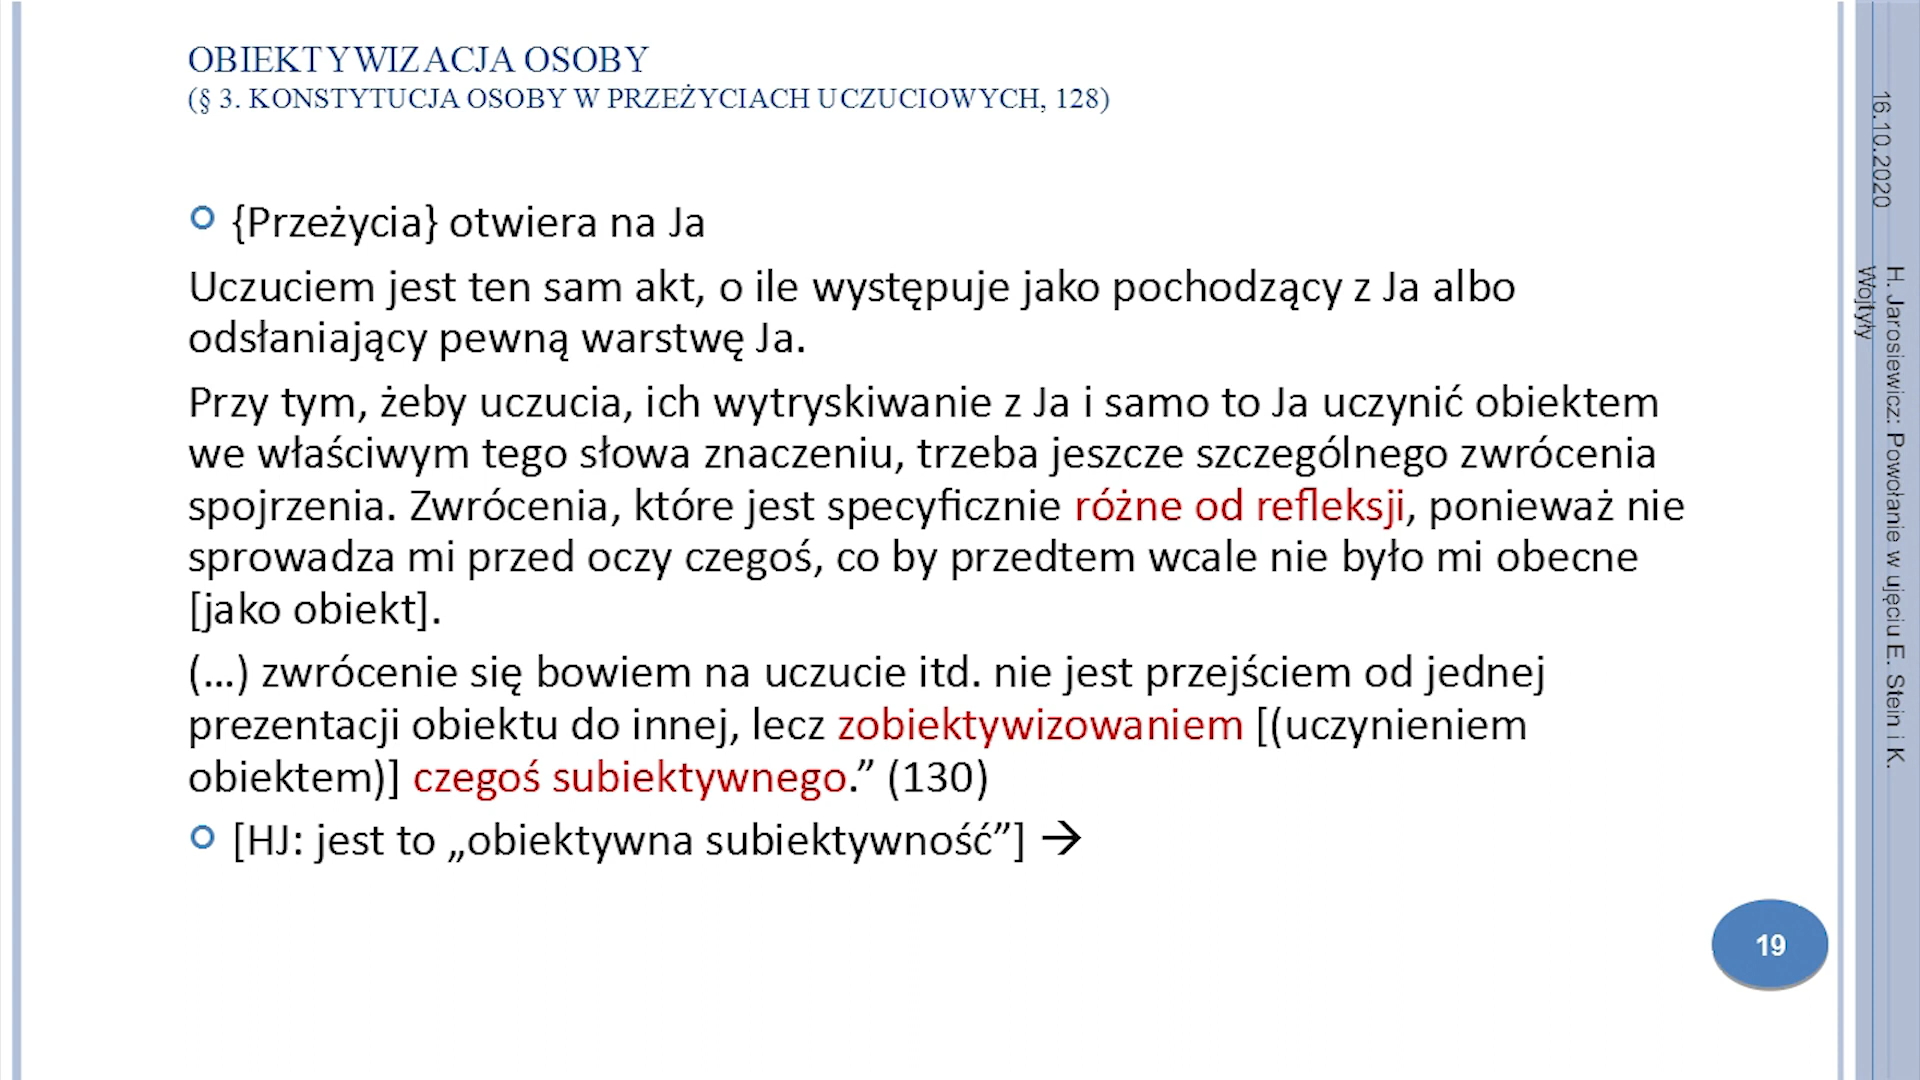 OBIEKTYWIZACJA OSOBY
(§ 3. KONSTYTUCJA OSOBY W PRZEŻYCIACH UCZUCIOWYCH, 128)
{Przeżycia} otwiera na Ja
Uczuciem jest ten sam akt, o ile występuje jako pochodzący z Ja albo
odsłaniający pewną warstwę Ja.
Przy tym, żeby uczucia, ich wytryskiwanie z Ja i samo to Ja uczynić obiektem
we właściwym tego słowa znaczeniu, trzeba jeszcze szczególnego zwrócenia
spojrzenia. Zwrócenia, które jest specyficznie różne od refleksji, ponieważ nie
sprowadza mi przed oczy czegoś, co by przedtem wcale nie było mi obecne
[jako obiekt].
(…) zwrócenie się bowiem na uczucie itd. nie jest przejściem od jednej
prezentacji obiektu do innej, lecz zobiektywizowaniem [(uczynieniem
obiektem)] czegoś subiektywnego.” (130)
[HJ: jest to „obiektywna subiektywność”] →
16.10.2020
H. Jarosiewicz: Powołanie w ujęciu E. Stein i K.
Wojtyły
19